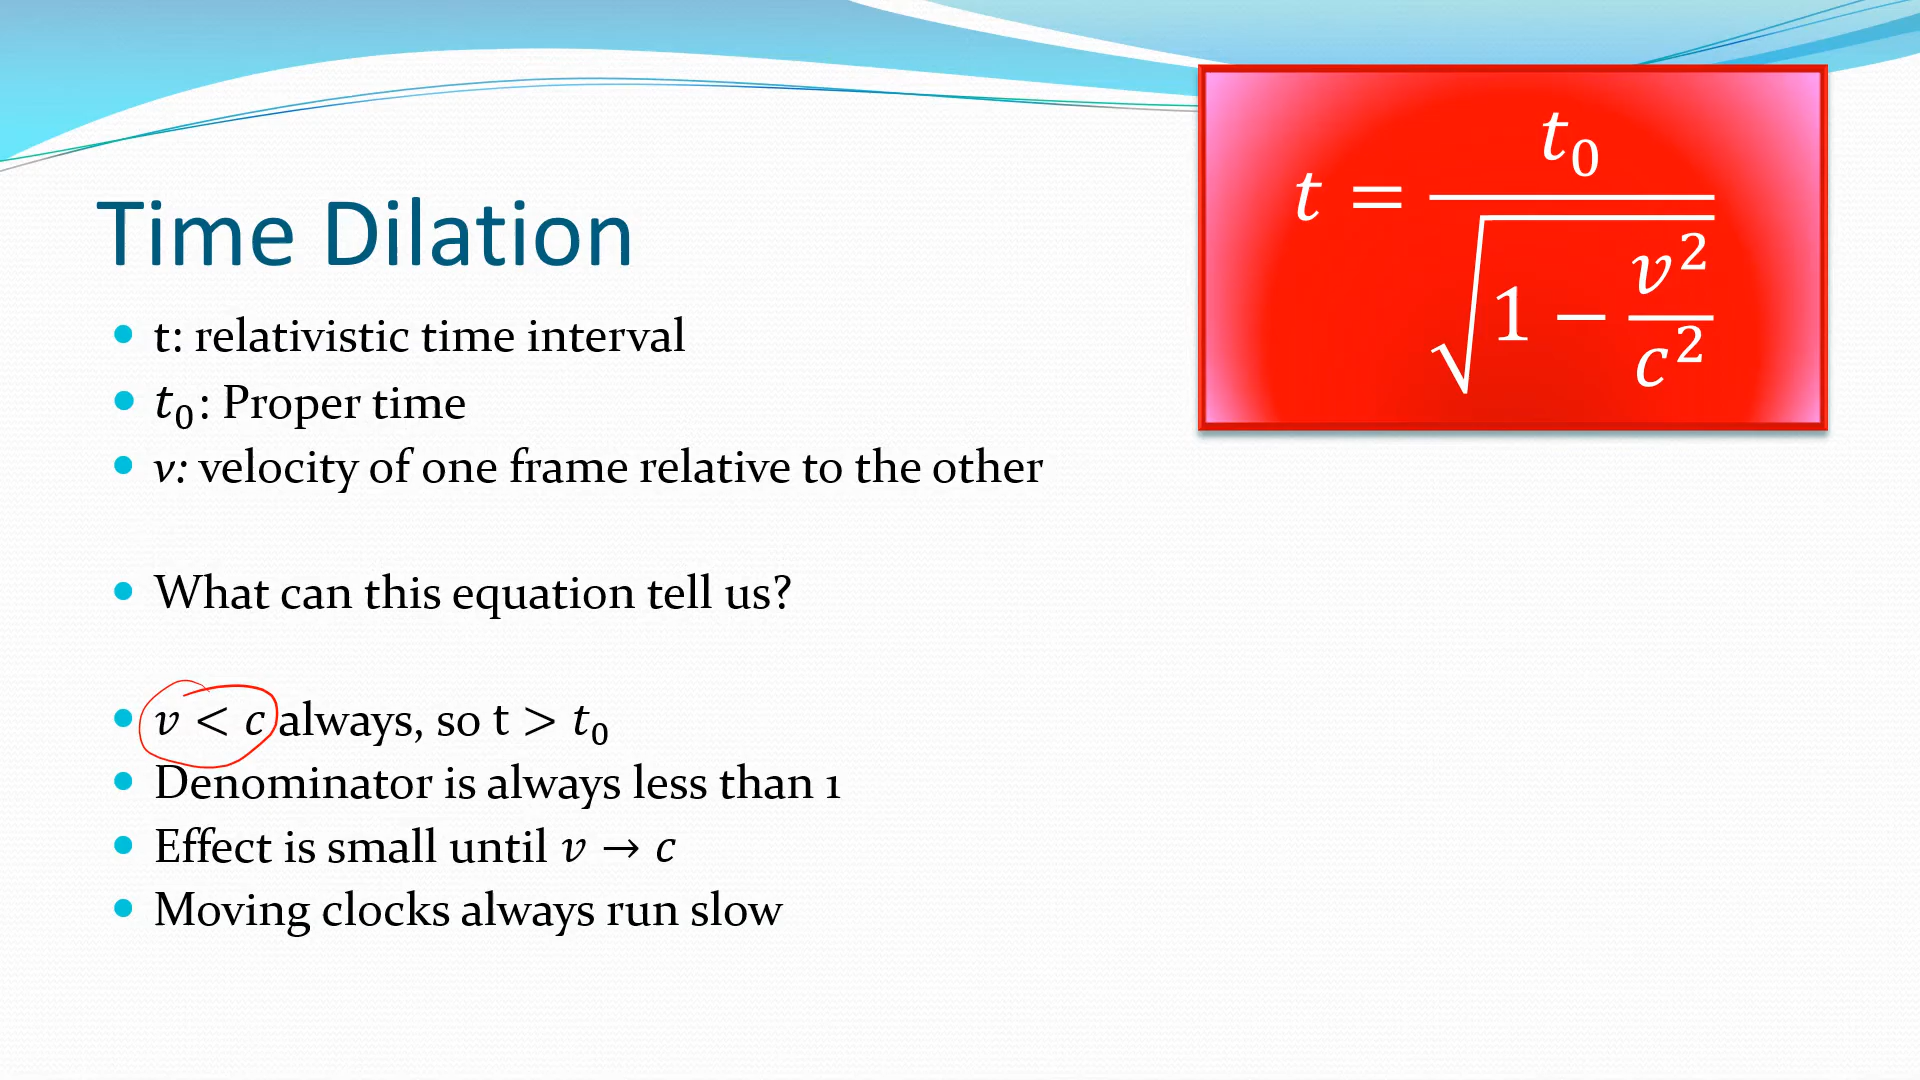 t = t₀ / √(1 − v²/c²)
Time Dilation
t: relativistic time interval
t₀: Proper time
v: velocity of one frame relative to the other
What can this equation tell us?
v < c always, so t > t₀
Denominator is always less than 1
Effect is small until v → c
Moving clocks always run slow